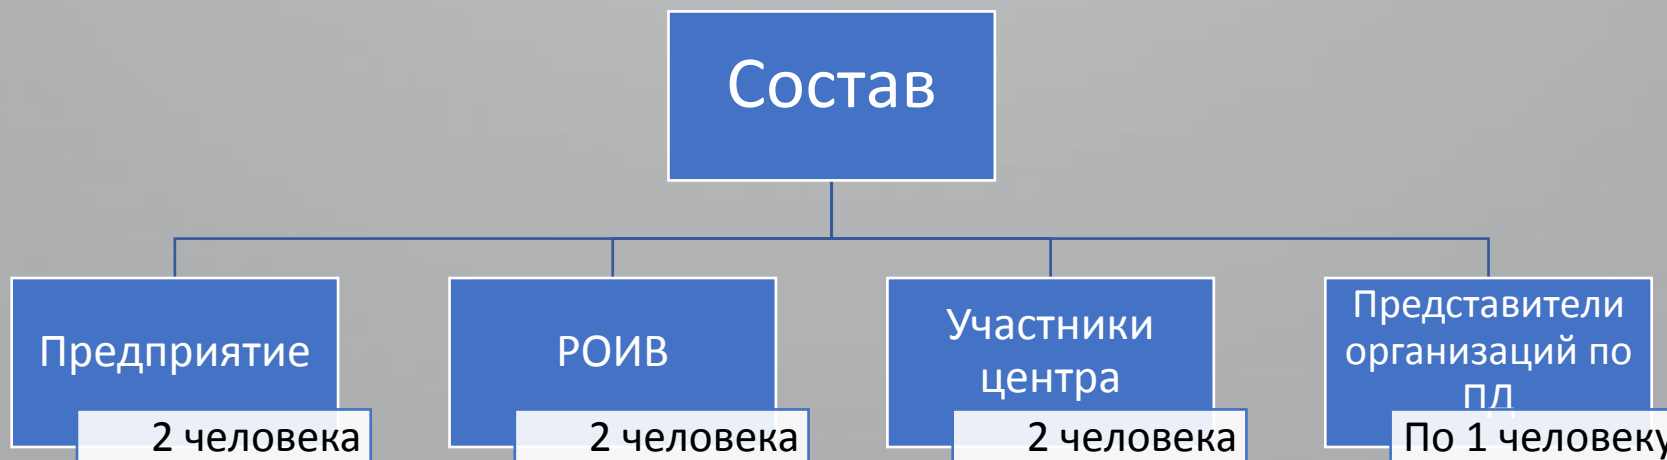 Состав
Предприятие
2 человека
РОИВ
2 человека
Участники
центра
2 человека
Представители
организаций по
ПД
По 1 человеку